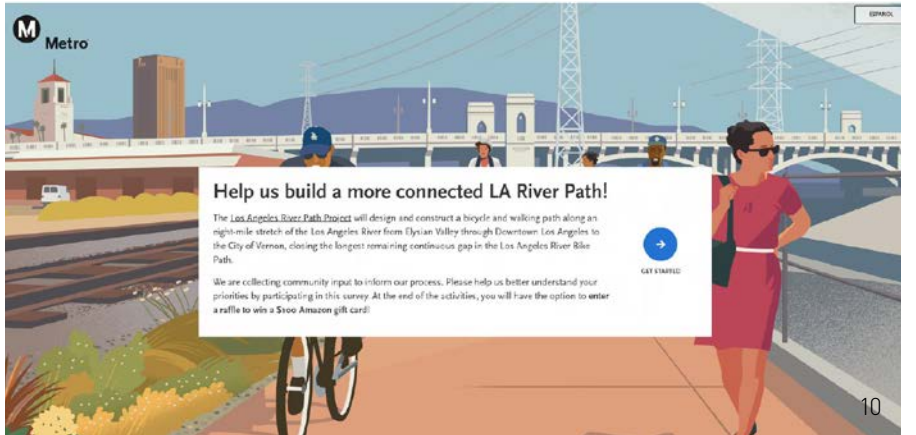 M
Metro
ESPAÑOL
Help us build a more connected LA River Path!
The Los Angeles River Path Project will design and construct a bicycle and walking path along an
eight-mile stretch of the Los Angeles River from Elysian Valley through Downtown Los Angeles to
the City of Vernon, closing the longest remaining continuous gap in the Los Angeles River Bike
Path.
We are collecting community input to inform our process. Please help us better understand your
priorities by participating in this survey. At the end of the activities, you will have the option to enter
a raffle to win a $100 Amazon gift card!
GET STARTED
10